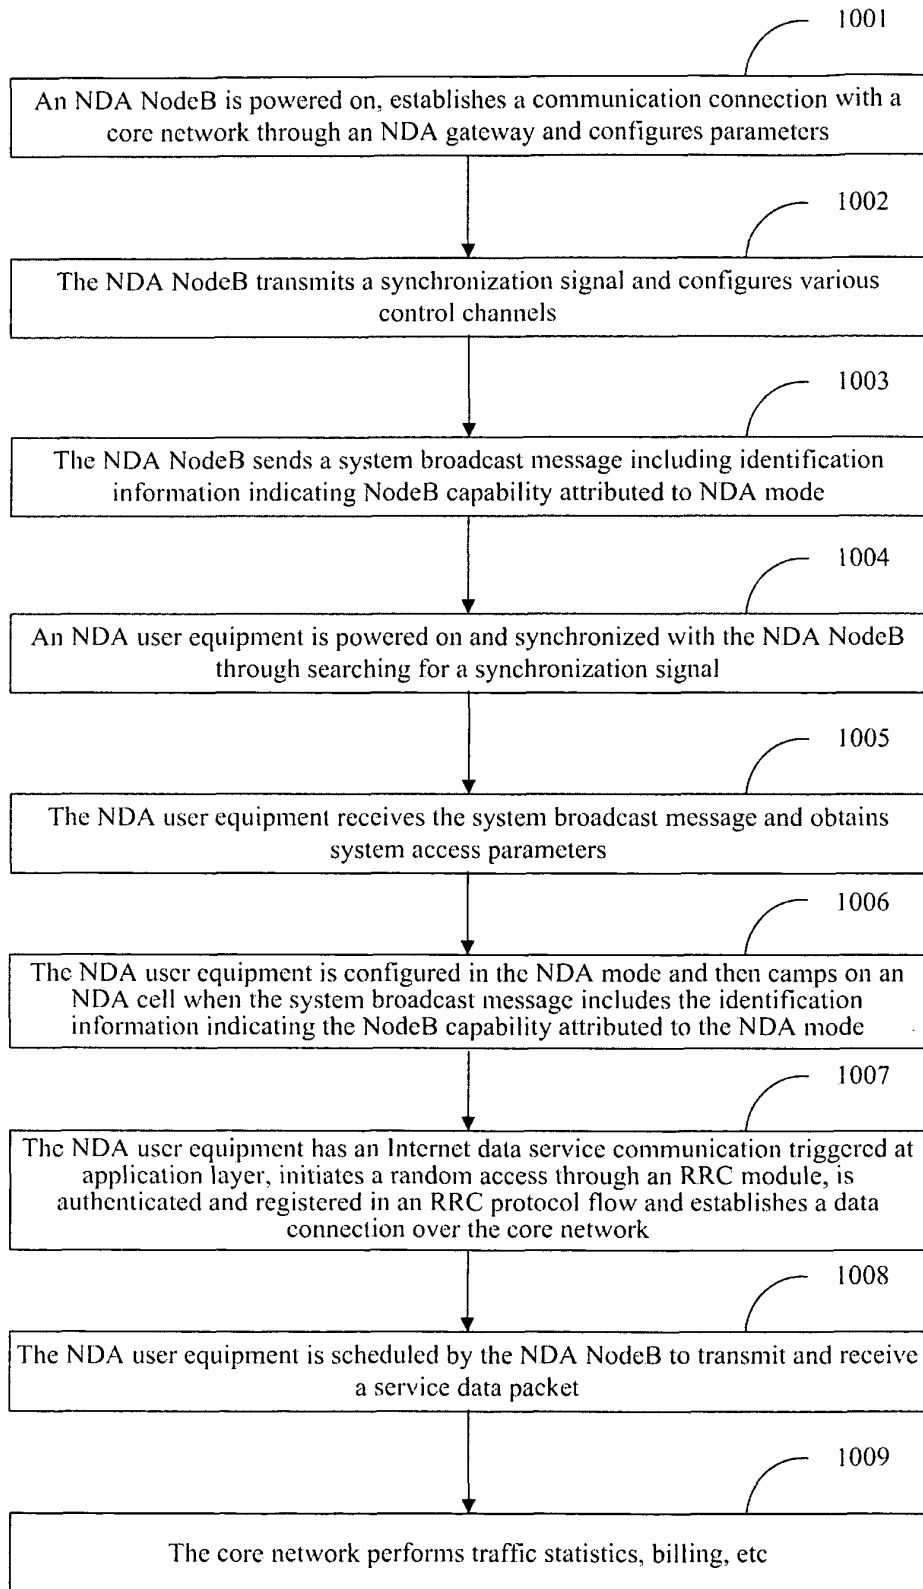 1001
An NDA NodeB is powered on, establishes a communication connection with a
core network through an NDA gateway and configures parameters
1002
The NDA NodeB transmits a synchronization signal and configures various
control channels
1003
The NDA NodeB sends a system broadcast message including identification
information indicating NodeB capability attributed to NDA mode
1004
An NDA user equipment is powered on and synchronized with the NDA NodeB
through searching for a synchronization signal
1005
The NDA user equipment receives the system broadcast message and obtains
system access parameters
1006
The NDA user equipment is configured in the NDA mode and then camps on an
NDA cell when the system broadcast message includes the identification
information indicating the NodeB capability attributed to the NDA mode
1007
The NDA user equipment has an Internet data service communication triggered at
application layer, initiates a random access through an RRC module, is
authenticated and registered in an RRC protocol flow and establishes a data
connection over the core network
1008
The NDA user equipment is scheduled by the NDA NodeB to transmit and receive
a service data packet
1009
The core network performs traffic statistics, billing, etc